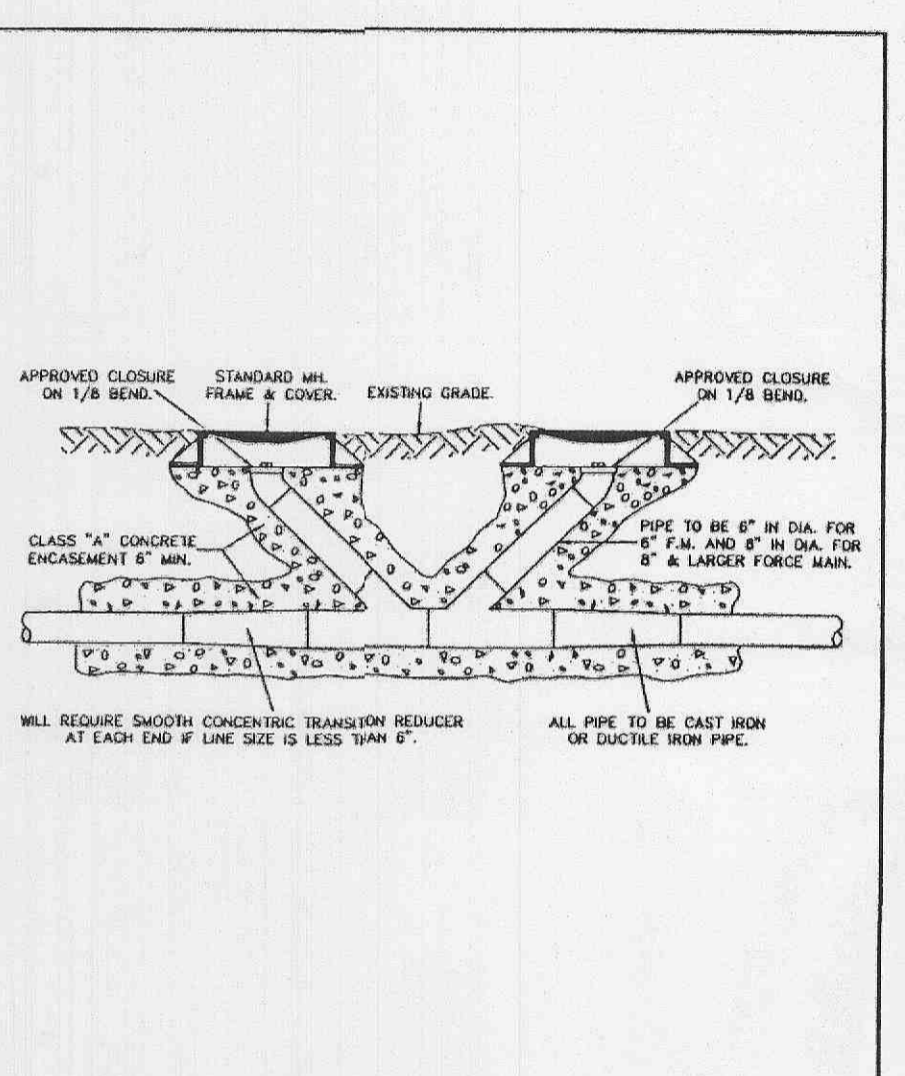 APPROVED CLOSURE
ON 1/8 BEND.
STANDARD MH.
FRAME & COVER.
EXISTING GRADE.
APPROVED CLOSURE
ON 1/8 BEND.
CLASS "A" CONCRETE
ENCASEMENT 6" MIN.
PIPE TO BE 6" IN DIA. FOR
6" F.M. AND 8" IN DIA. FOR
8" & LARGER FORCE MAIN.
WILL REQUIRE SMOOTH CONCENTRIC TRANSITON REDUCER
AT EACH END IF LINE SIZE IS LESS THAN 6".
ALL PIPE TO BE CAST IRON
OR DUCTILE IRON PIPE.